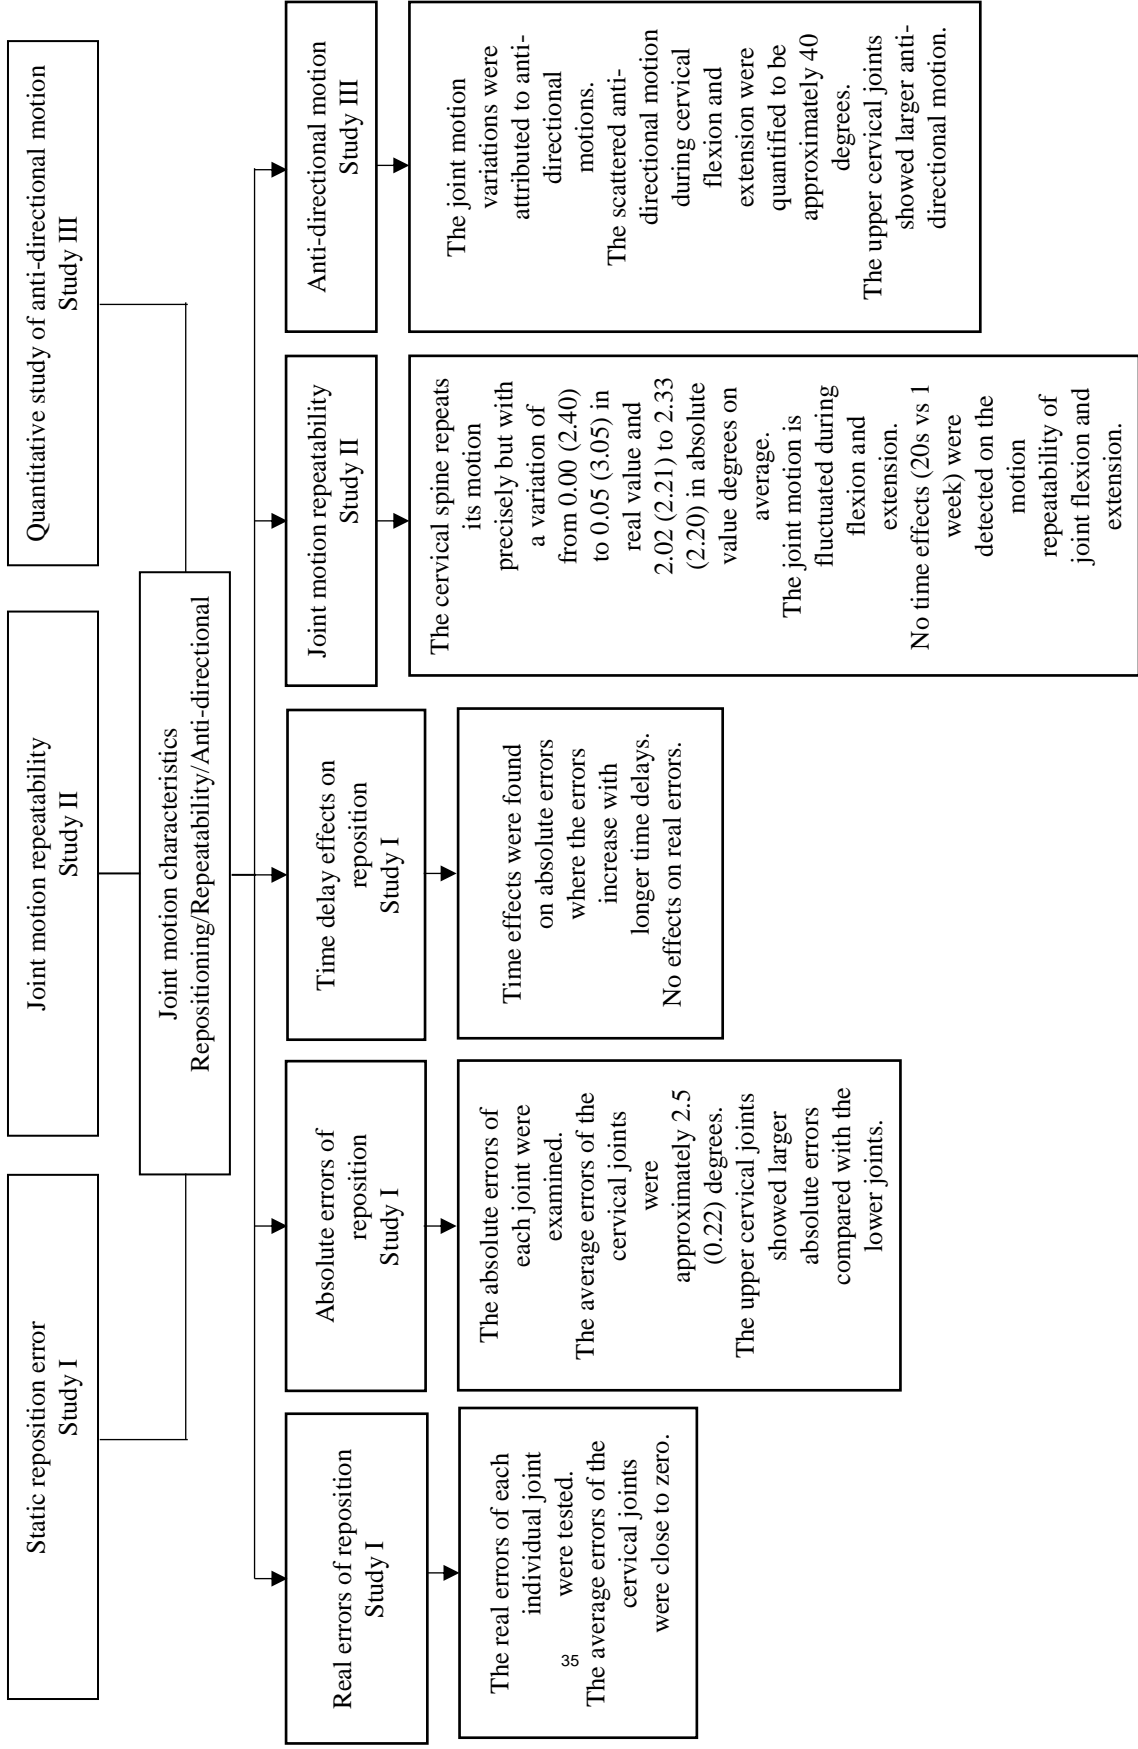 Static reposition error
Study I
Joint motion repeatability
Study II
Quantitative study of anti-directional motion
Study III
Joint motion characteristics
Repositioning/Repeatability/Anti-directional
Real errors of reposition
Study I
Absolute errors of
reposition
Study I
Time delay effects on
reposition
Study I
Joint motion repeatability
Study II
Anti-directional motion
Study III
The real errors of each
individual joint
were tested.
The average errors of the
cervical joints
were close to zero.
The absolute errors of
each joint were
examined.
The average errors of the
cervical joints
were
approximately 2.5
(0.22) degrees.
The upper cervical joints
showed larger
absolute errors
compared with the
lower joints.
Time effects were found
on absolute errors
where the errors
increase with
longer time delays.
No effects on real errors.
The cervical spine repeats
its motion
precisely but with
a variation of
from 0.00 (2.40)
to 0.05 (3.05) in
real value and
2.02 (2.21) to 2.33
(2.20) in absolute
value degrees on
average.
The joint motion is
fluctuated during
flexion and
extension.
No time effects (20s vs 1
week) were
detected on the
motion
repeatability of
joint flexion and
extension.
The joint motion
variations were
attributed to anti-
directional
motions.
The scattered anti-
directional motion
during cervical
flexion and
extension were
quantified to be
approximately 40
degrees.
The upper cervical joints
showed larger anti-
directional motion.
35